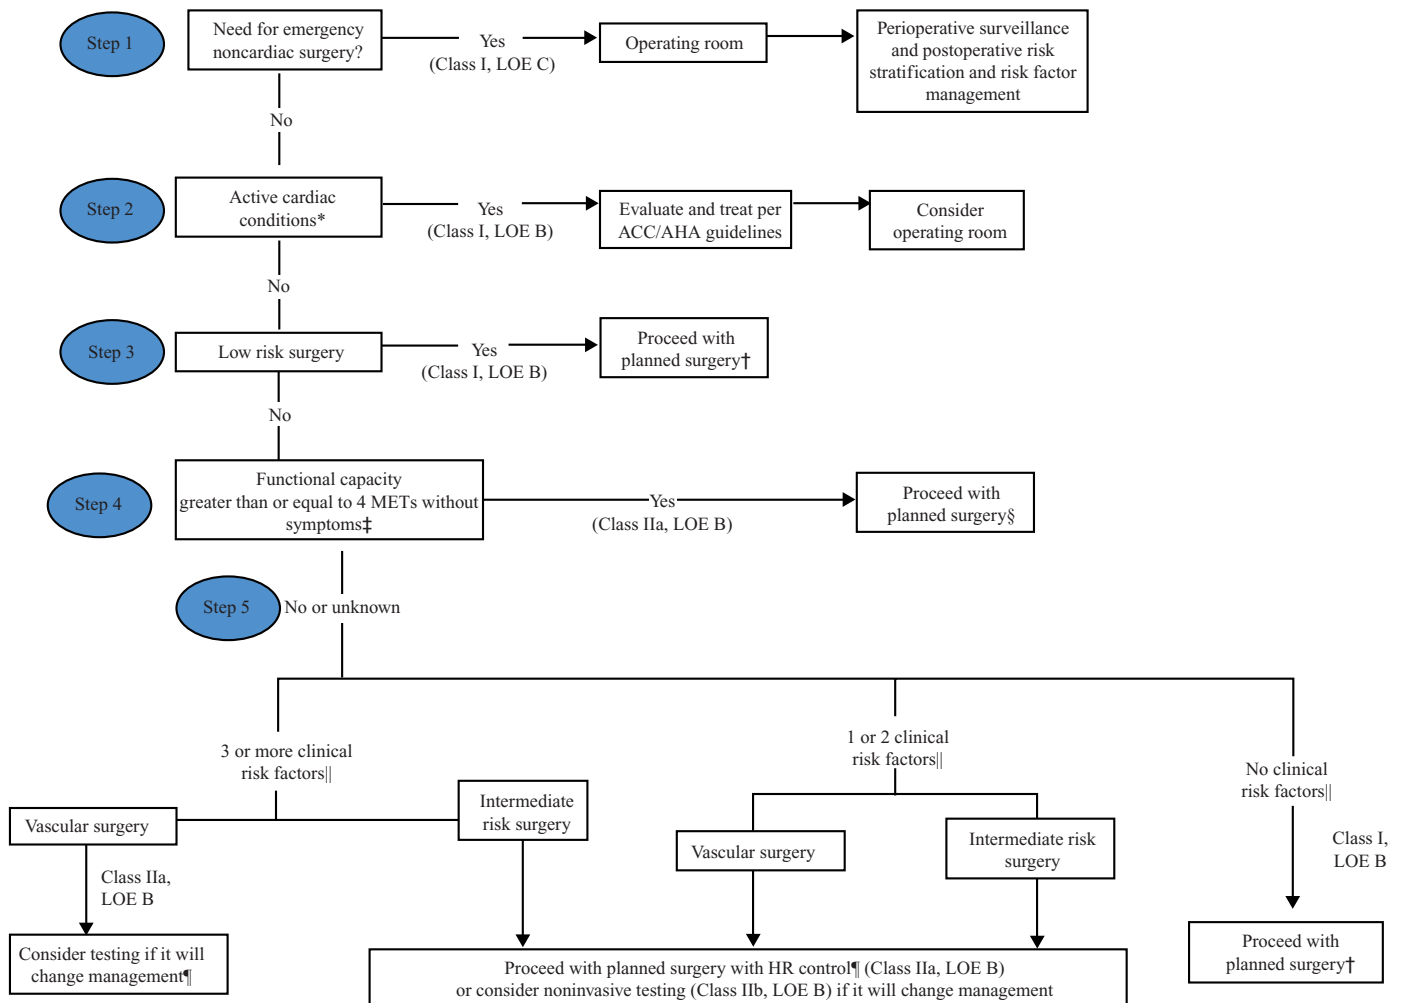 Step 1
Need for emergency
noncardiac surgery?
Yes
(Class I, LOE C)
Operating room
Perioperative surveillance
and postoperative risk
stratification and risk factor
management
No
Step 2
Active cardiac
conditions*
Yes
(Class I, LOE B)
Evaluate and treat per
ACC/AHA guidelines
Consider
operating room
No
Step 3
Low risk surgery
Yes
(Class I, LOE B)
Proceed with
planned surgery†
No
Step 4
Functional capacity
greater than or equal to 4 METs without
symptoms‡
Yes
(Class IIa, LOE B)
Proceed with
planned surgery§
Step 5
No or unknown
3 or more clinical
risk factors||
1 or 2 clinical
risk factors||
No clinical
risk factors||
Vascular surgery
Intermediate
risk surgery
Vascular surgery
Intermediate risk
surgery
Class I,
LOE B
Class IIa,
LOE B
Consider testing if it will
change management¶
Proceed with planned surgery with HR control¶ (Class IIa, LOE B)
or consider noninvasive testing (Class IIb, LOE B) if it will change management
Proceed with
planned surgery†